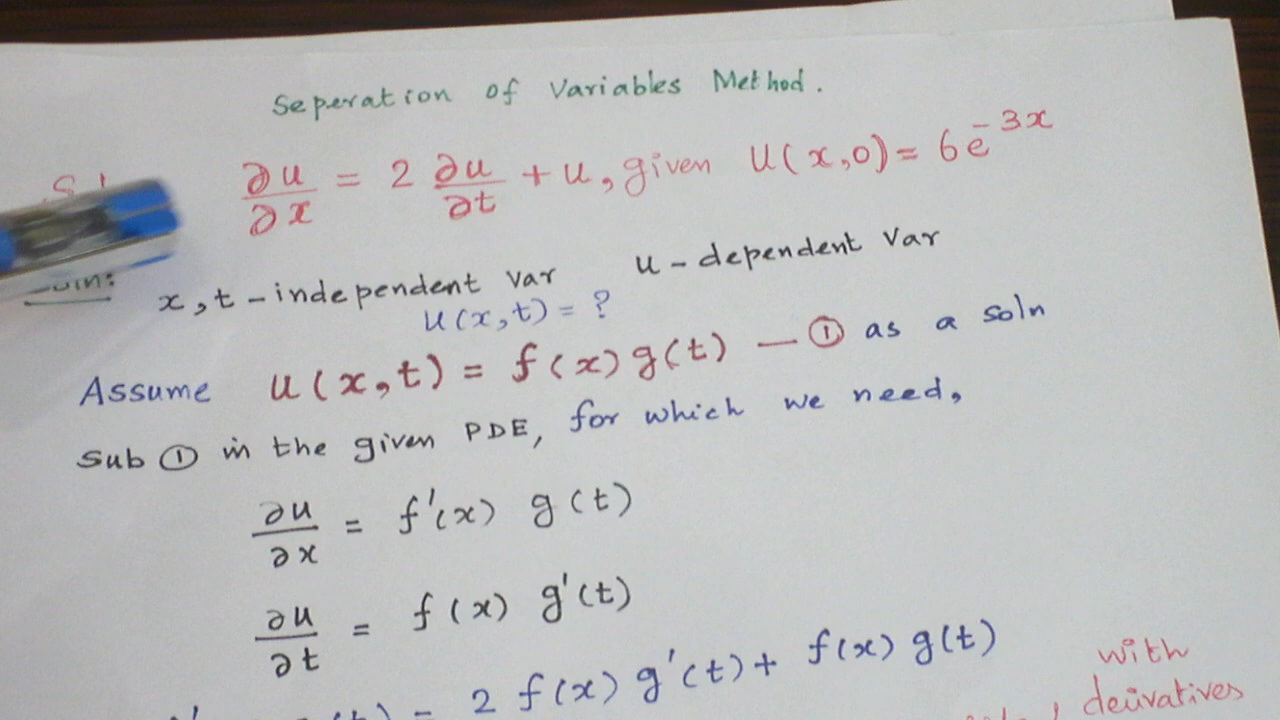 Seperation of Variables Method.
∂u/∂x = 2 ∂u/∂t + u, given u(x,0) = 6e^{-3x}
x,t - independent var u - dependent var
u(x,t) = ?
Assume u(x,t) = f(x) g(t) — ① as a soln
Sub ① in the given PDE, for which we need,
∂u/∂x = f'(x) g(t)
∂u/∂t = f(x) g'(t)
= 2 f(x) g'(t) + f(x) g(t)
with
derivatives